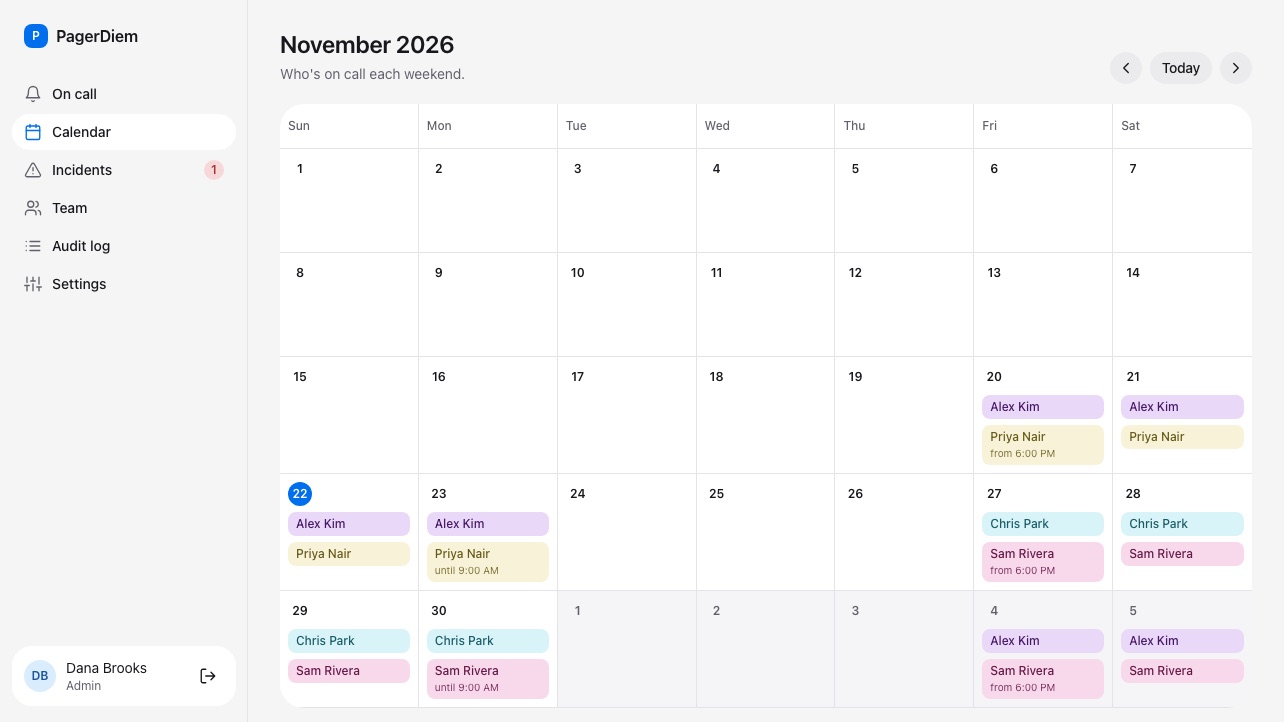 P PagerDiem
On call
Calendar
Incidents 1
Team
Audit log
Settings
DB Dana Brooks
Admin
November 2026
Who's on call each weekend.
Today
Sun Mon Tue Wed Thu Fri Sat
1 2 3 4 5 6 7
8 9 10 11 12 13 14
15 16 17 18 19 20 21
Alex Kim Alex Kim
Priya Nair Priya Nair
from 6:00 PM
22 23 24 25 26 27 28
Alex Kim Alex Kim Chris Park Chris Park
Priya Nair Priya Nair Sam Rivera Sam Rivera
until 9:00 AM from 6:00 PM
29 30 1 2 3 4 5
Chris Park Chris Park Alex Kim Alex Kim
Sam Rivera Sam Rivera Sam Rivera Sam Rivera
until 9:00 AM from 6:00 PM